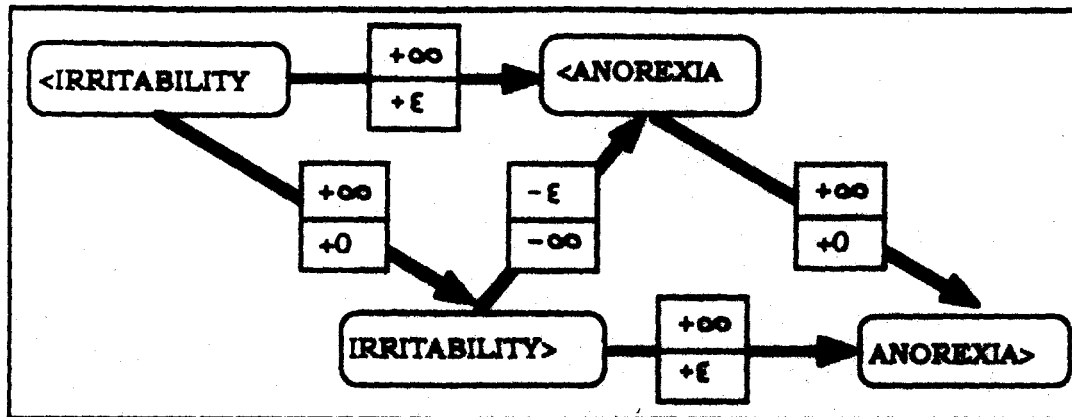 <IRRITABILITY
+∞
+ε
<ANOREXIA
+∞
+0
-ε
-∞
+∞
+0
IRRITABILITY>
+∞
+ε
ANOREXIA>